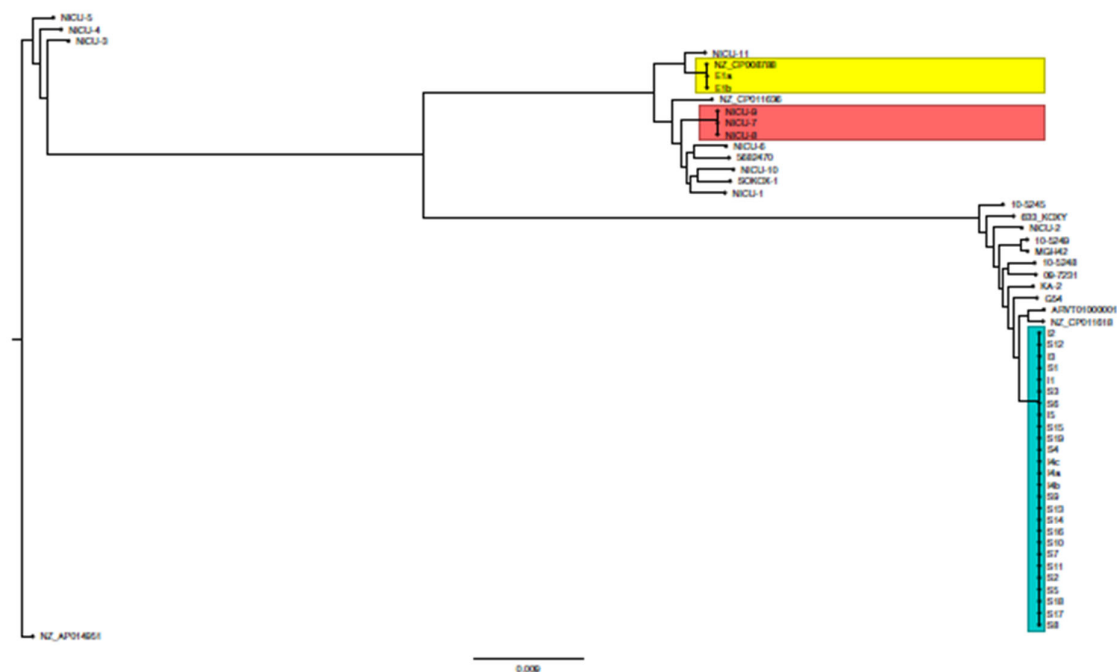 NICU-5
NICU-4
NICU-3
NICU-11
NZ_CP008788
E1a
E1b
NZ_CP011636
NICU-9
NICU-7
NICU-8
NICU-6
5682470
NICU-10
SOKOX-1
NICU-1
10-5245
633_KOXY
NICU-2
10-5249
MGH42
10-5248
09-7231
KA-2
G54
ARVT01000001
NZ_CP011618
I2
S12
I3
S1
I1
S3
S6
I5
S15
S19
S4
I4c
I4a
I4b
S9
S13
S14
S16
S10
S7
S11
S2
S5
S18
S17
S8
NZ_AP014951
0.009